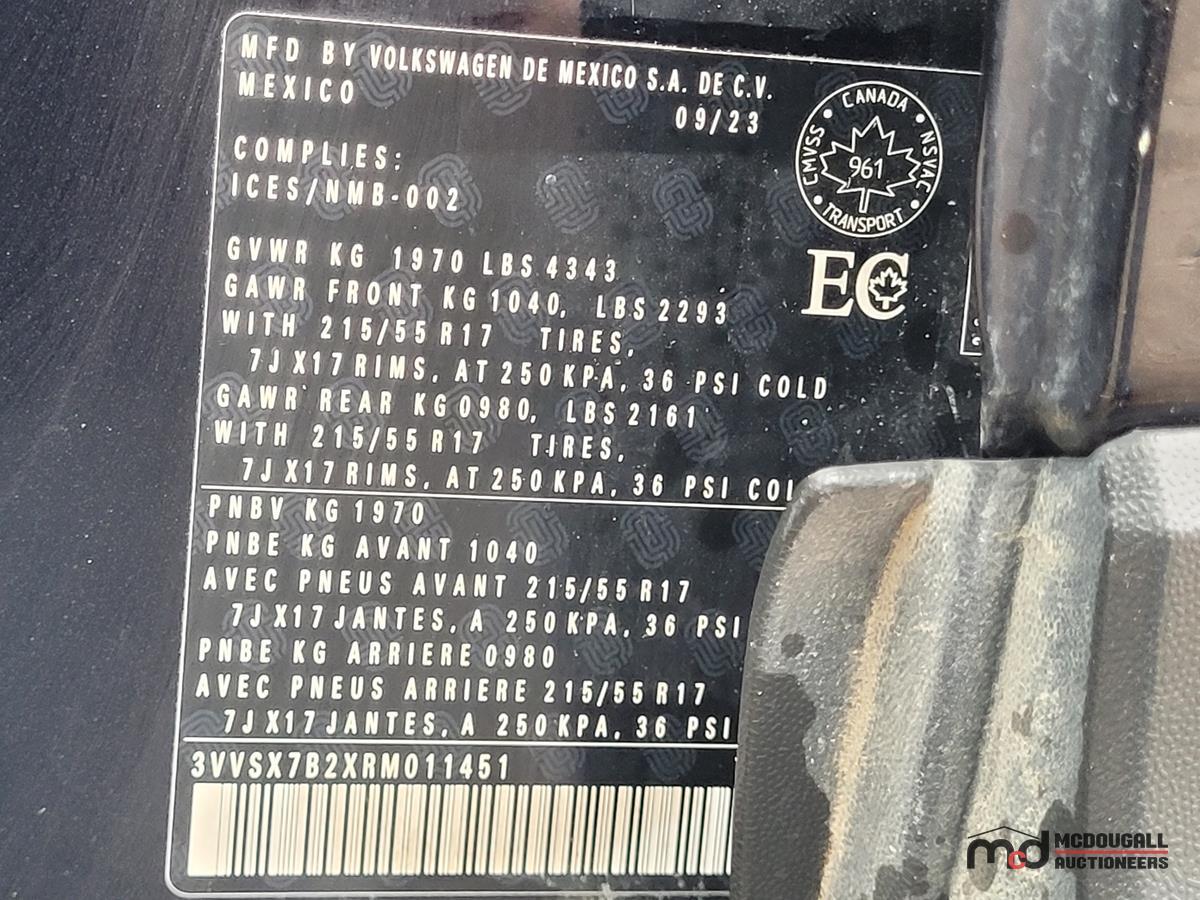 MFD BY VOLKSWAGEN DE MEXICO S.A. DE C.V.
MEXICO
09/23
CANADA
CMVSS
NSVAC
961
TRANSPORT
COMPLIES:
ICES/NMB-002
EC
GVWR KG 1970 LBS 4343
GAWR FRONT KG 1040, LBS 2293
WITH 215/55 R17 TIRES,
7J X17 RIMS, AT 250 KPA, 36 PSI COLD
GAWR REAR KG 0980, LBS 2161
WITH 215/55 R17 TIRES,
7J X17 RIMS, AT 250 KPA, 36 PSI COL
PNBV KG 1970
PNBE KG AVANT 1040
AVEC PNEUS AVANT 215/55 R17
7J X17 JANTES, A 250 KPA, 36 PSI
PNBE KG ARRIERE 0980
AVEC PNEUS ARRIERE 215/55 R17
7J X17 JANTES, A 250 KPA, 36 PSI
3VVSX7B2XRM011451
mcd MCDOUGALL
AUCTIONEERS